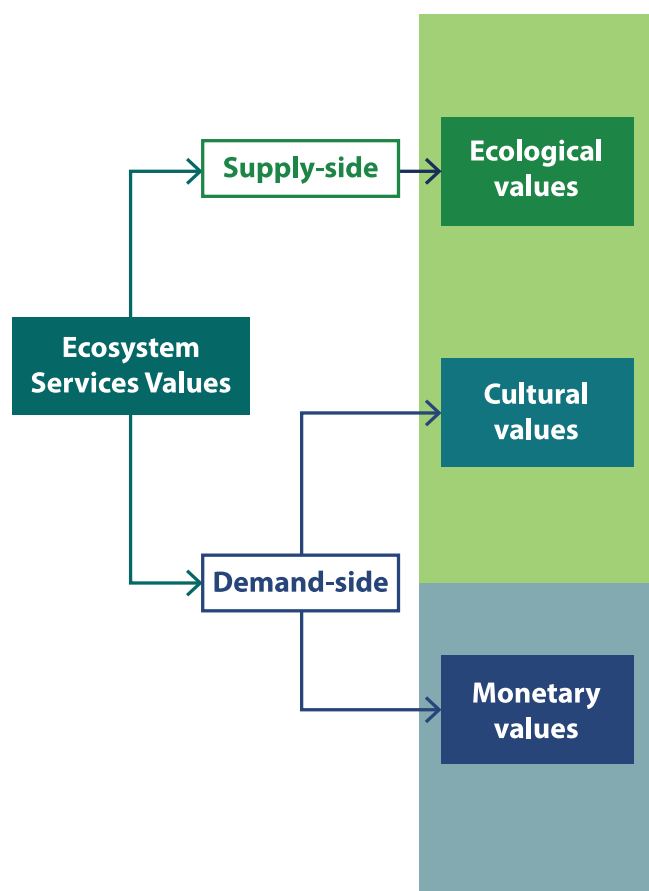 Supply-side
Ecological
values
Ecosystem
Services Values
Cultural
values
Demand-side
Monetary
values